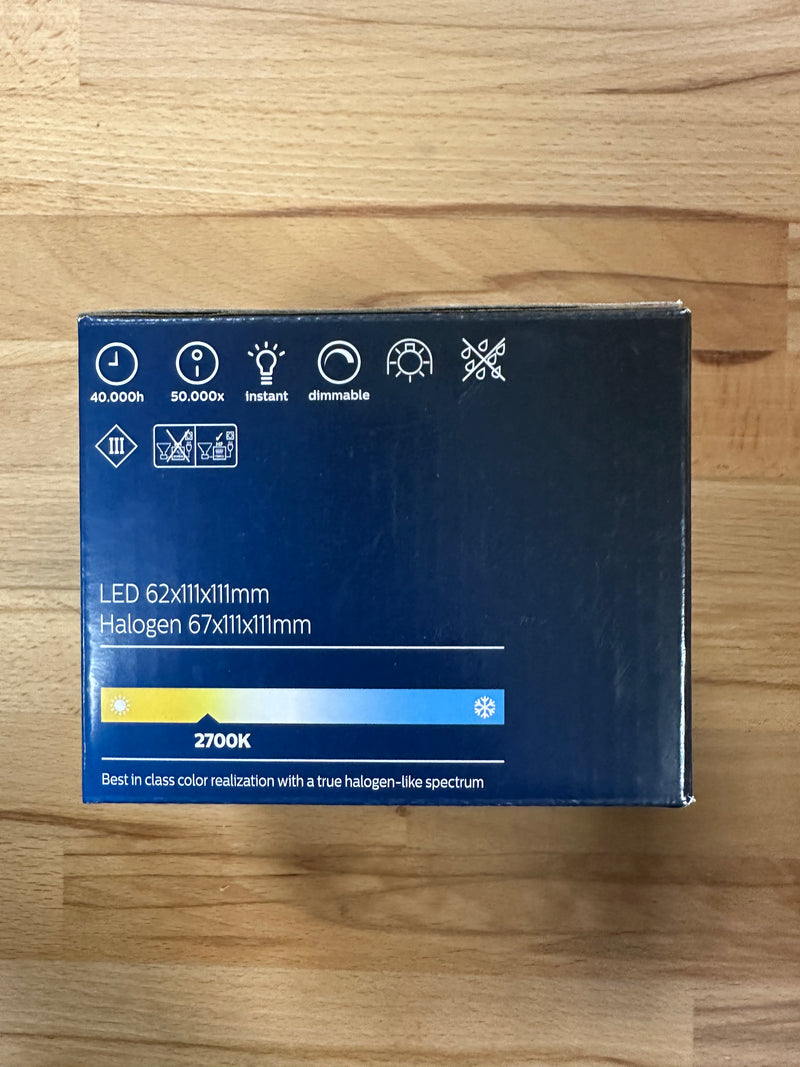 40.000h 50.000x instant dimmable
III
LED 62x111x111mm
Halogen 67x111x111mm
2700K
Best in class color realization with a true halogen-like spectrum